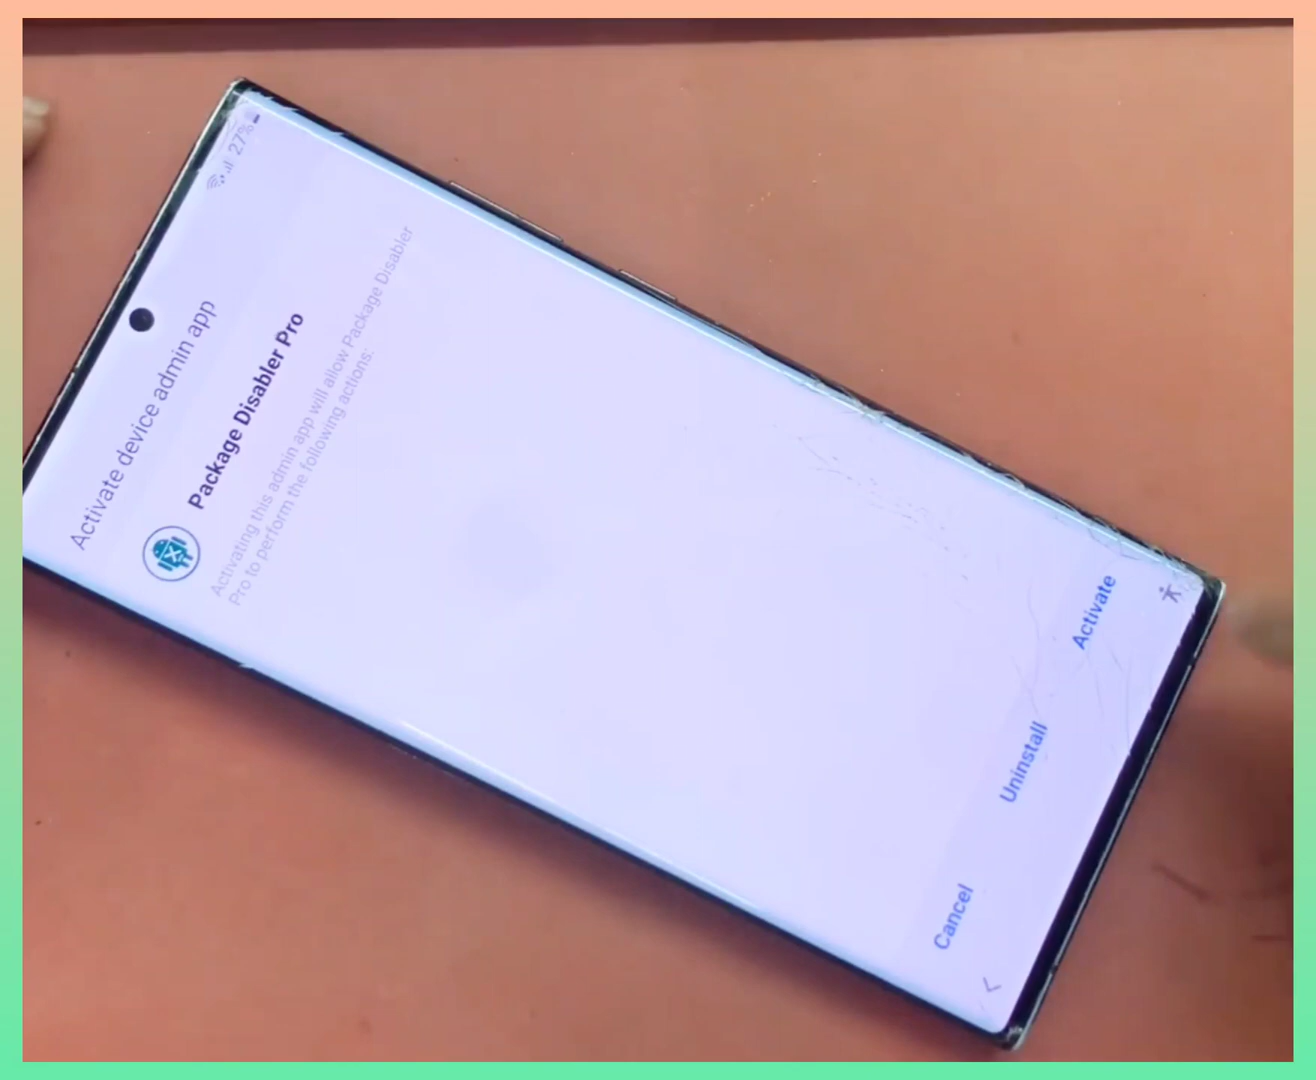 27%
Activate device admin app
Package Disabler Pro
Activating this admin app will allow Package Disabler
Pro to perform the following actions:
Cancel
Uninstall
Activate